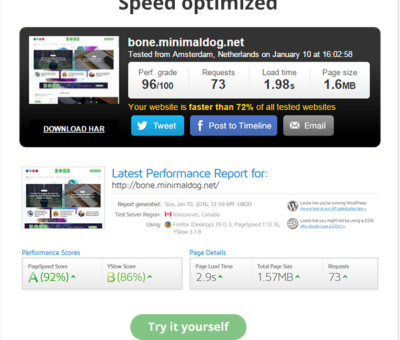 Speed optimized
bone.minimaldog.net
Tested from Amsterdam, Netherlands on January 10 at 16:02:58
Perf. grade
96/100
Requests
73
Load time
1.98s
Page size
1.6MB
Your website is faster than 72% of all tested websites
DOWNLOAD HAR
Tweet
Post to Timeline
Email
Latest Performance Report for:
http://bone.minimaldog.net/
Report generated: Sun, Jan 10, 2016, 12:59 AM -0800
Test Server Region: Vancouver, Canada
Using: Firefox (Desktop) 39.0.3, PageSpeed 1.12.16,
YSlow 3.1.8
Looks like you're running WordPress
Looks like you might not be using a CDN
Performance Scores
PageSpeed Score
A (92%)
YSlow Score
B (86%)
Page Details
Page Load Time
2.9s
Total Page Size
1.57MB
Requests
73
Try it yourself